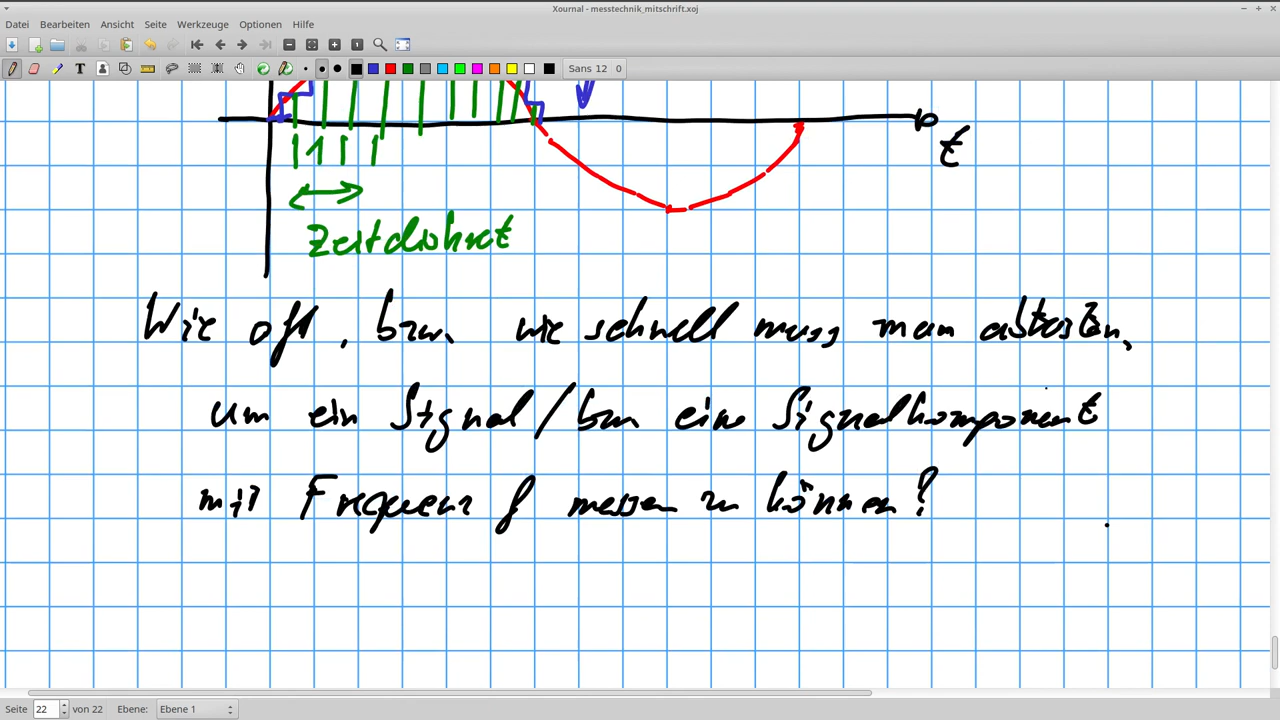 Xournal - messtechnik_mitschrift.xoj
Datei Bearbeiten Ansicht Seite Werkzeuge Optionen Hilfe
Sans 12 0
t
Zeitdiskret
Wie oft, bzw. wie schnell muss man abtasten,
um ein Signal/bzw eine Signalkomponent
mit Frequenz f messen zu können?
Seite 22 von 22 Ebene: Ebene 1